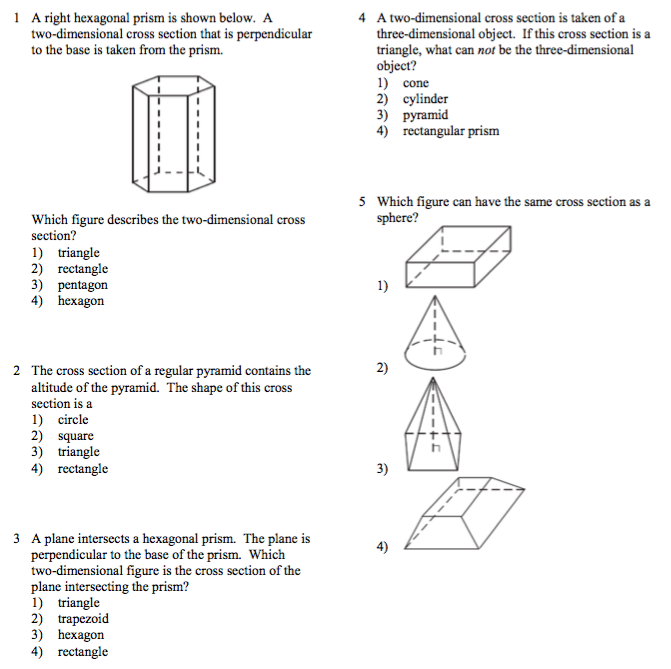 1 A right hexagonal prism is shown below. A
two-dimensional cross section that is perpendicular
to the base is taken from the prism.
Which figure describes the two-dimensional cross
section?
1) triangle
2) rectangle
3) pentagon
4) hexagon
2 The cross section of a regular pyramid contains the
altitude of the pyramid. The shape of this cross
section is a
1) circle
2) square
3) triangle
4) rectangle
3 A plane intersects a hexagonal prism. The plane is
perpendicular to the base of the prism. Which
two-dimensional figure is the cross section of the
plane intersecting the prism?
1) triangle
2) trapezoid
3) hexagon
4) rectangle
4 A two-dimensional cross section is taken of a
three-dimensional object. If this cross section is a
triangle, what can not be the three-dimensional
object?
1) cone
2) cylinder
3) pyramid
4) rectangular prism
5 Which figure can have the same cross section as a
sphere?
1)
2)
3)
4)